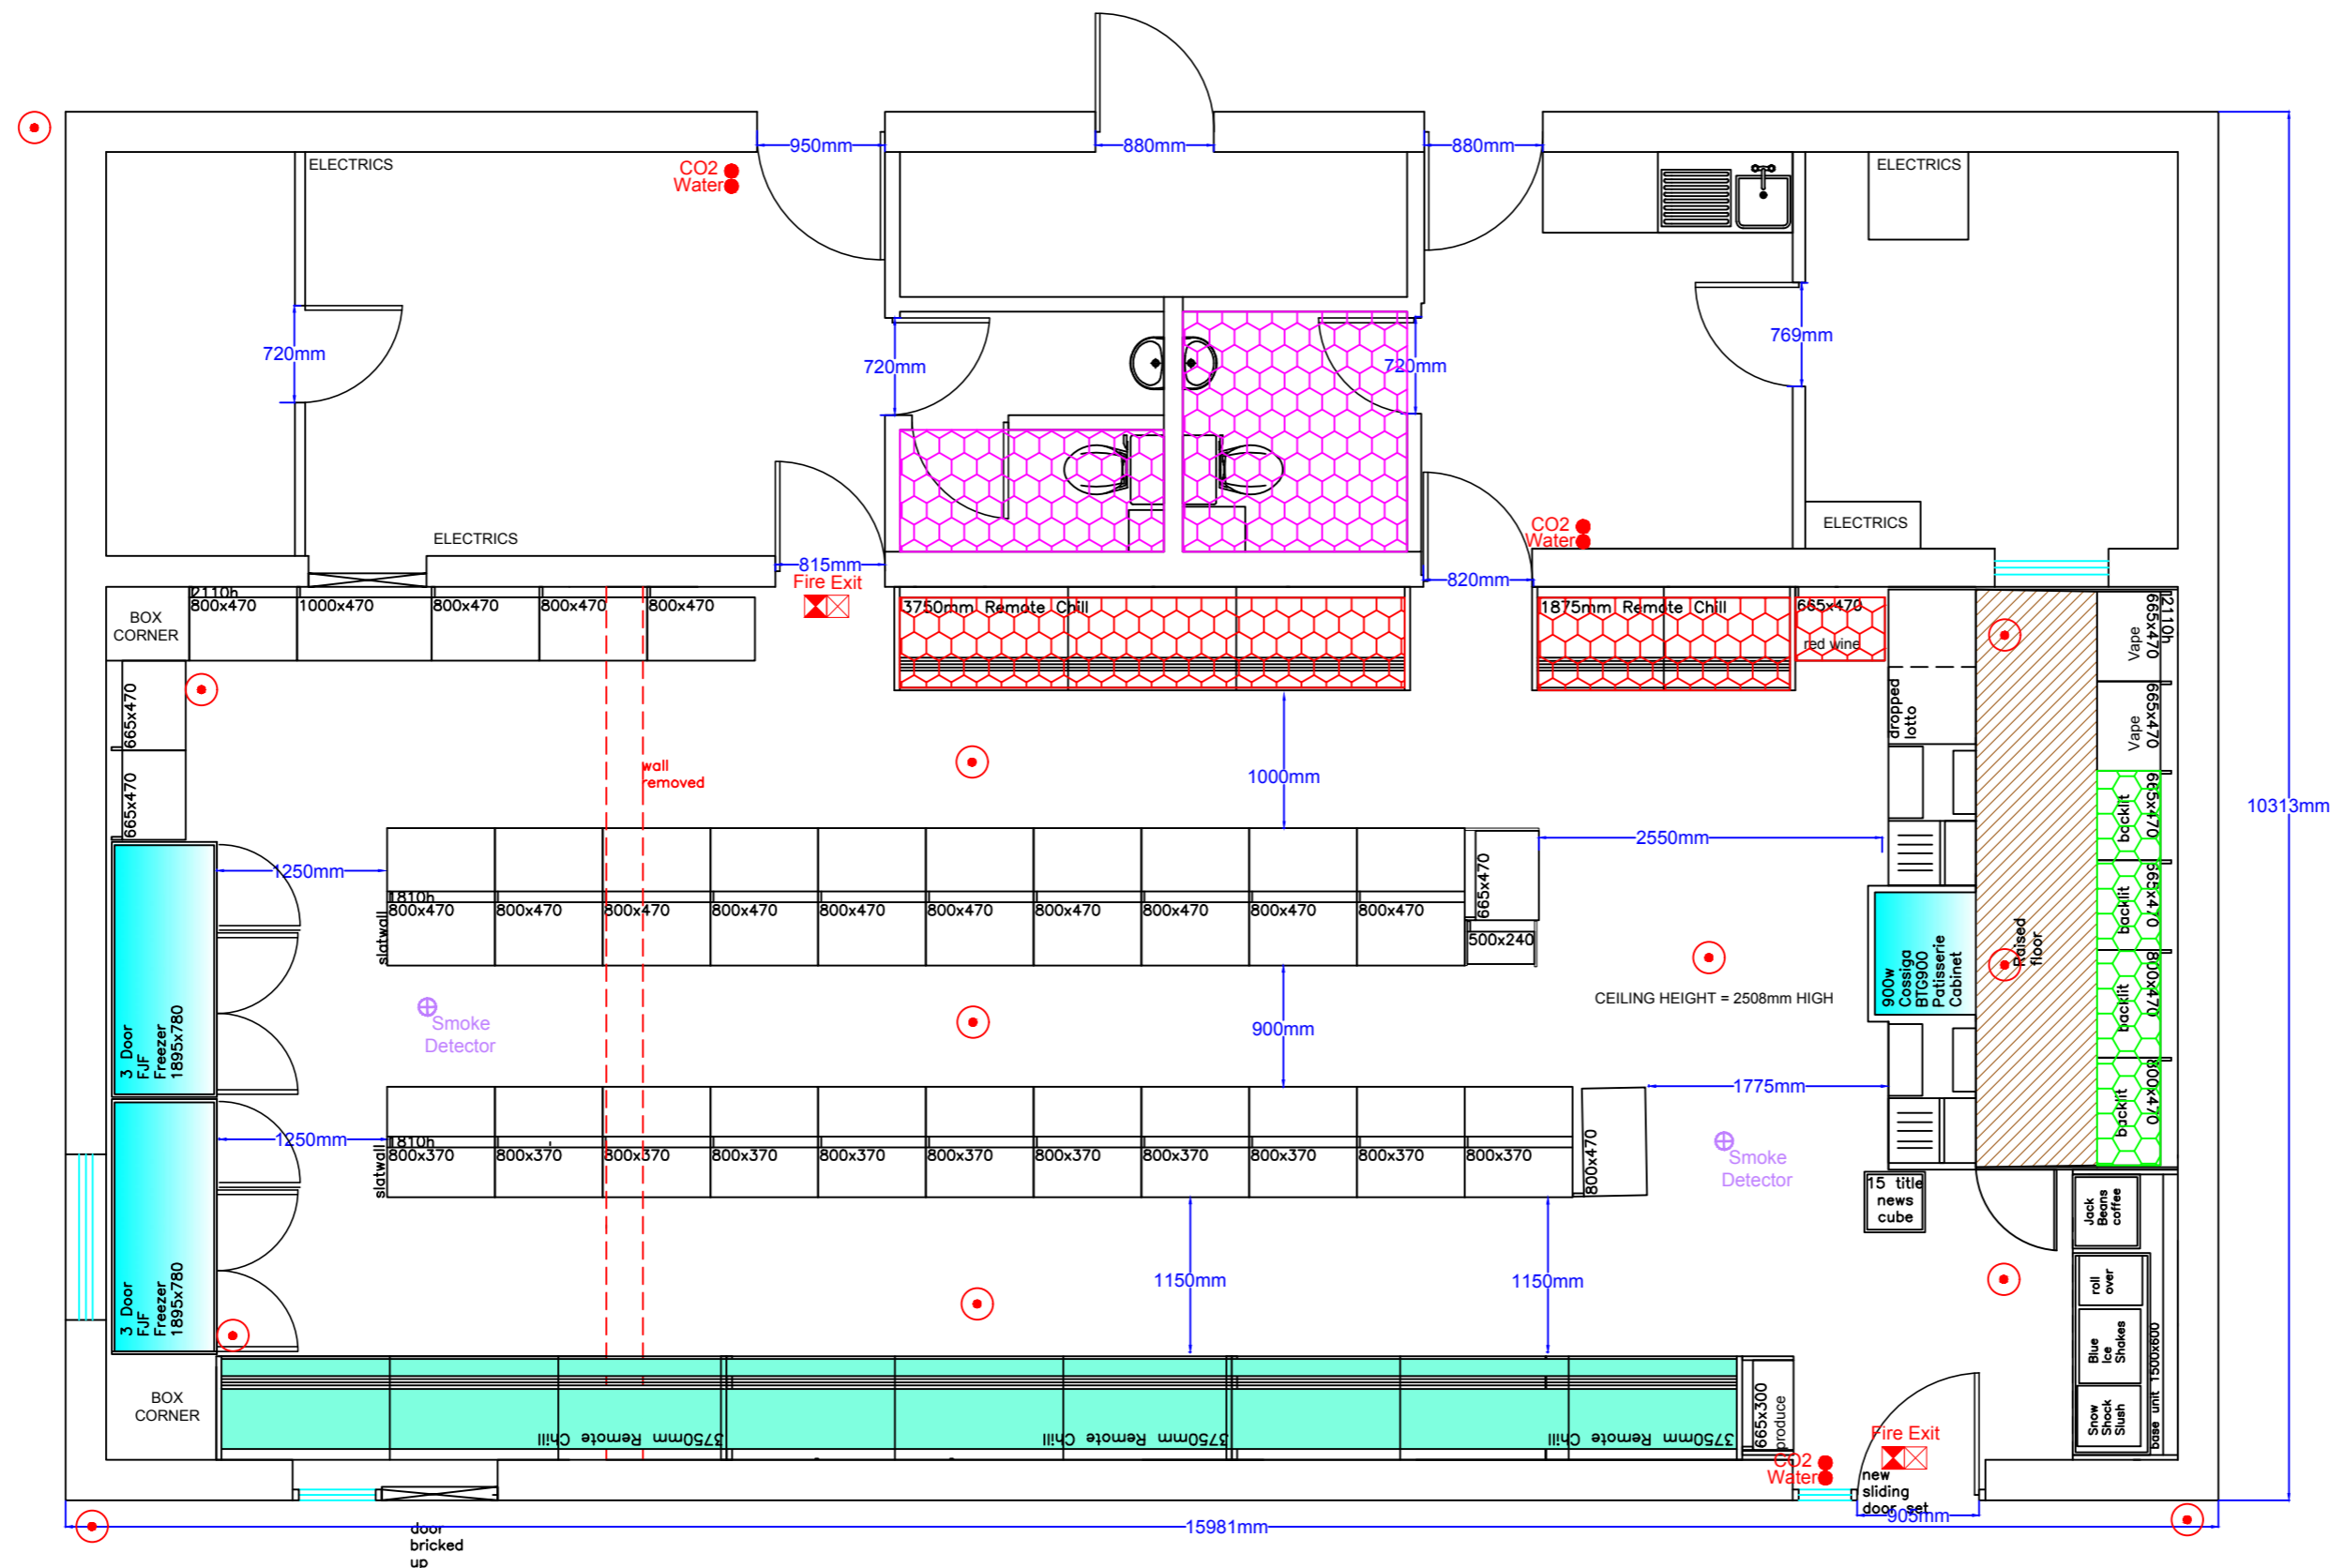 950mm
880mm
880mm
ELECTRICS
CO2
Water
ELECTRICS
720mm
720mm
720mm
769mm
ELECTRICS
CO2
Water
ELECTRICS
815mm
Fire Exit
820mm
BOX
CORNER
2110h
800x470
1000x470
800x470
800x470
800x470
3750mm Remote Chill
1875mm Remote Chill
665x470
red wine
dropped
lotto
2110h
665x470
Vape
665x470
Vape
665x470
665x470
wall
removed
1000mm
10313mm
2550mm
1250mm
665x470
backlit
1810h
slatwall
800x470
800x470
800x470
800x470
800x470
800x470
800x470
800x470
800x470
800x470
665x470
500x240
665x470
backlit
900w
Cossiga
BTG900
Patisserie
Cabinet
Raised
floor
800x470
backlit
CEILING HEIGHT = 2508mm HIGH
Smoke
Detector
900mm
3 Door
FJF
Freezer
1895x780
1775mm
800x470
backlit
1250mm
1810h
slatwall
800x370
800x370
800x370
800x370
800x370
800x370
800x370
800x370
800x370
800x370
800x370
800x470
Smoke
Detector
15 title
news
cube
Jack
Beans
coffee
1150mm
1150mm
3 Door
FJF
Freezer
1895x780
roll
over
Blue
Ice
Shakes
Snow
Shock
Slush
base unit 1500x600
BOX
CORNER
3750mm Remote Chill
3750mm Remote Chill
3750mm Remote Chill
665x300
produce
CO2
Water
Fire Exit
new
sliding
door set
905mm
15981mm
door
bricked
up